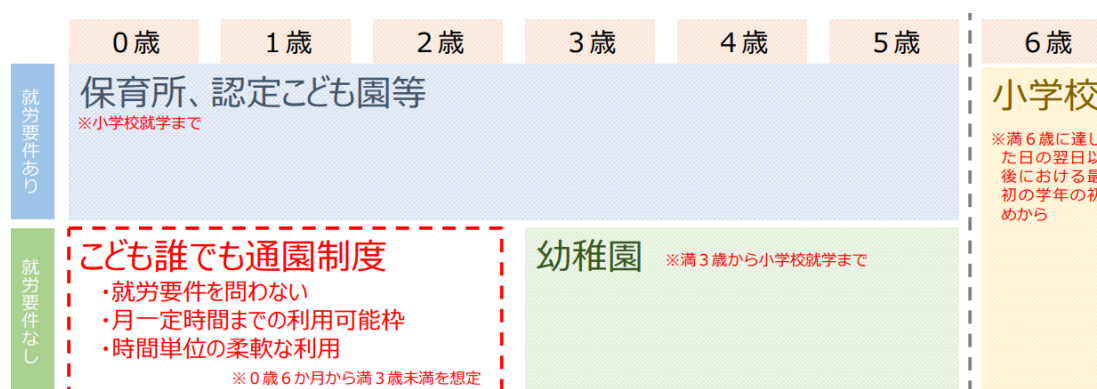 ０歳
１歳
２歳
３歳
４歳
５歳
６歳
就労要件あり
保育所、認定こども園等
※小学校就学まで
小学校
※満６歳に達し
た日の翌日以
後における最
初の学年の初
めから
就労要件なし
こども誰でも通園制度
・就労要件を問わない
・月一定時間までの利用可能枠
・時間単位の柔軟な利用
※０歳６か月から満３歳未満を想定
幼稚園
※満３歳から小学校就学まで